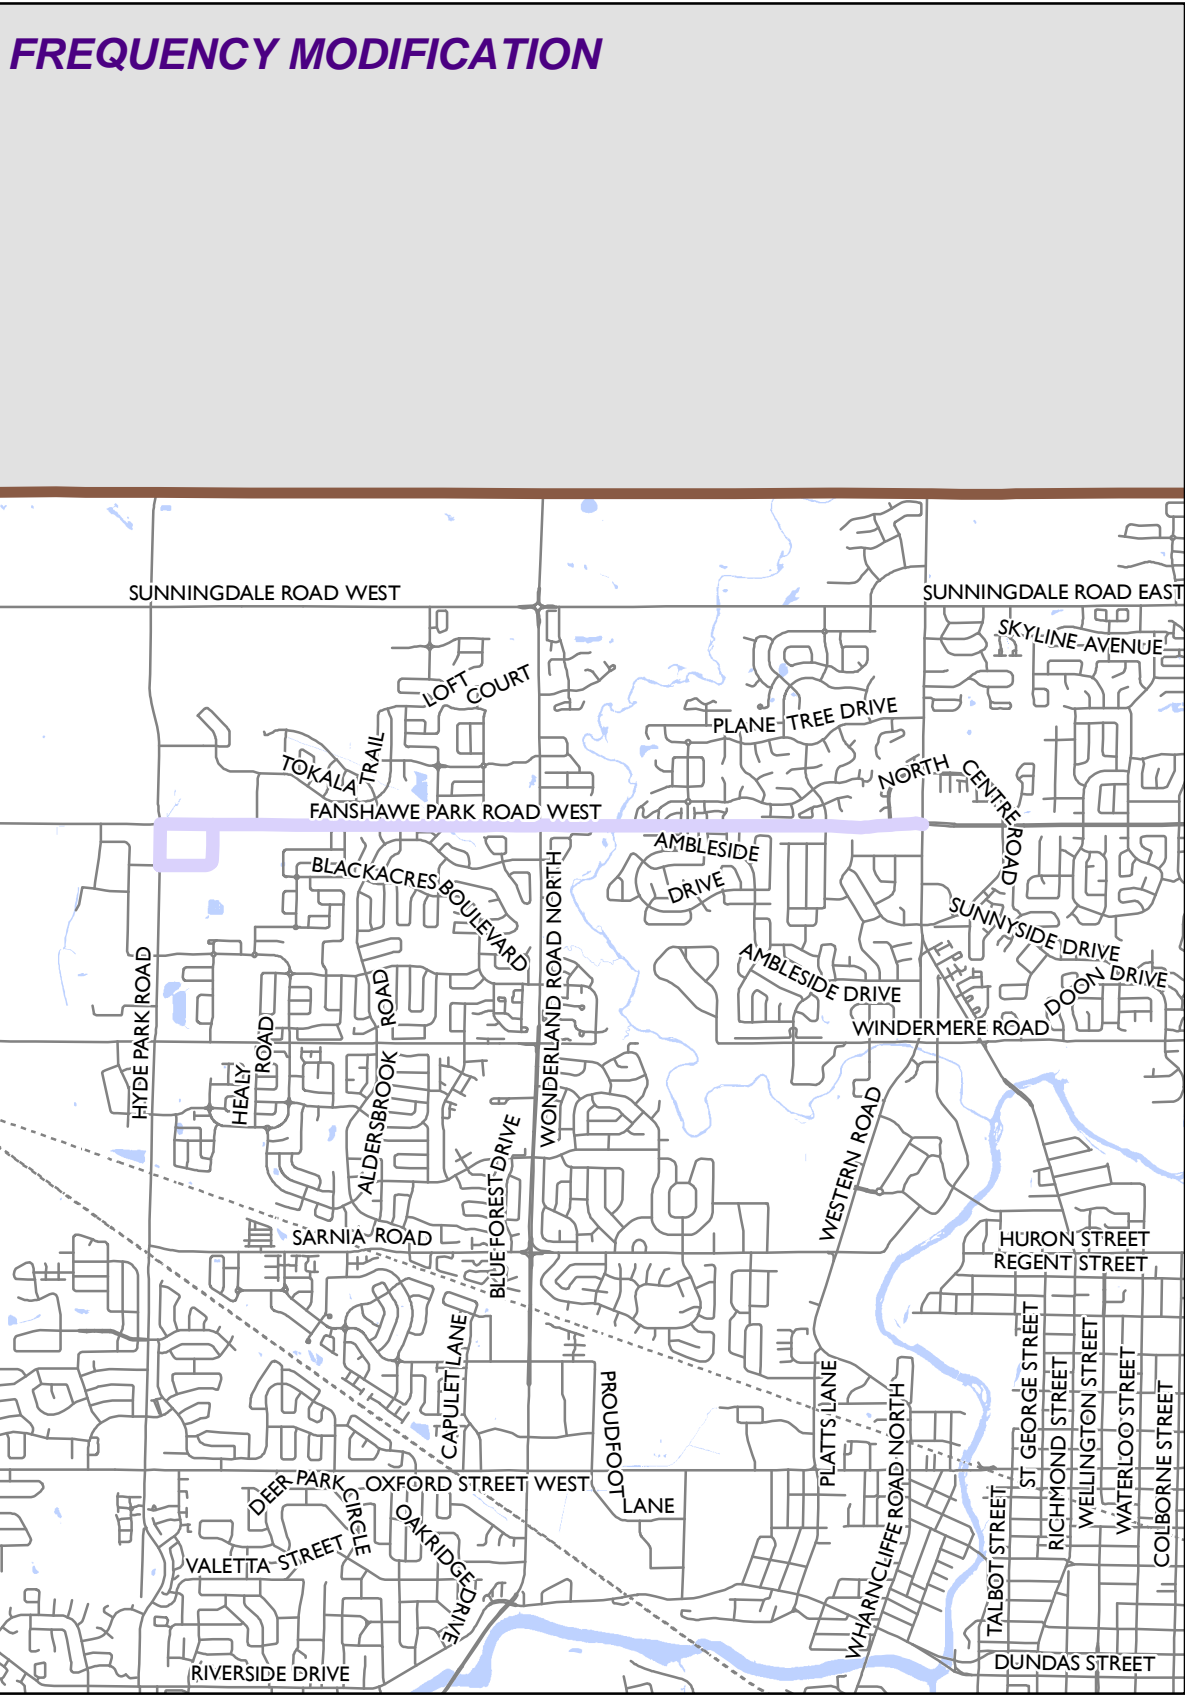 FREQUENCY MODIFICATION
SUNNINGDALE ROAD WEST
SUNNINGDALE ROAD EAST
SKYLINE AVENUE
LOFT COURT
PLANE TREE DRIVE
TOKALA TRAIL
NORTH CENTRE ROAD
FANSHAWE PARK ROAD WEST
AMBLESIDE DRIVE
BLACKACRES BOULEVARD
WONDERLAND ROAD NORTH
SUNNYSIDE DRIVE
AMBLESIDE DRIVE
DOON DRIVE
HYDE PARK ROAD
HEALY ROAD
ALDERSBROOK ROAD
WINDERMERE ROAD
BLUE FOREST DRIVE
WESTERN ROAD
SARNIA ROAD
HURON STREET
REGENT STREET
CAPULET LANE
PROUDFOOT LANE
PLATTS LANE
WHARNCLIFFE ROAD NORTH
ST GEORGE STREET
RICHMOND STREET
WELLINGTON STREET
WATERLOO STREET
COLBORNE STREET
TALBOT STREET
DEER PARK CIRCLE
OXFORD STREET WEST
OAKRIDGE DRIVE
VALETTA STREET
RIVERSIDE DRIVE
DUNDAS STREET